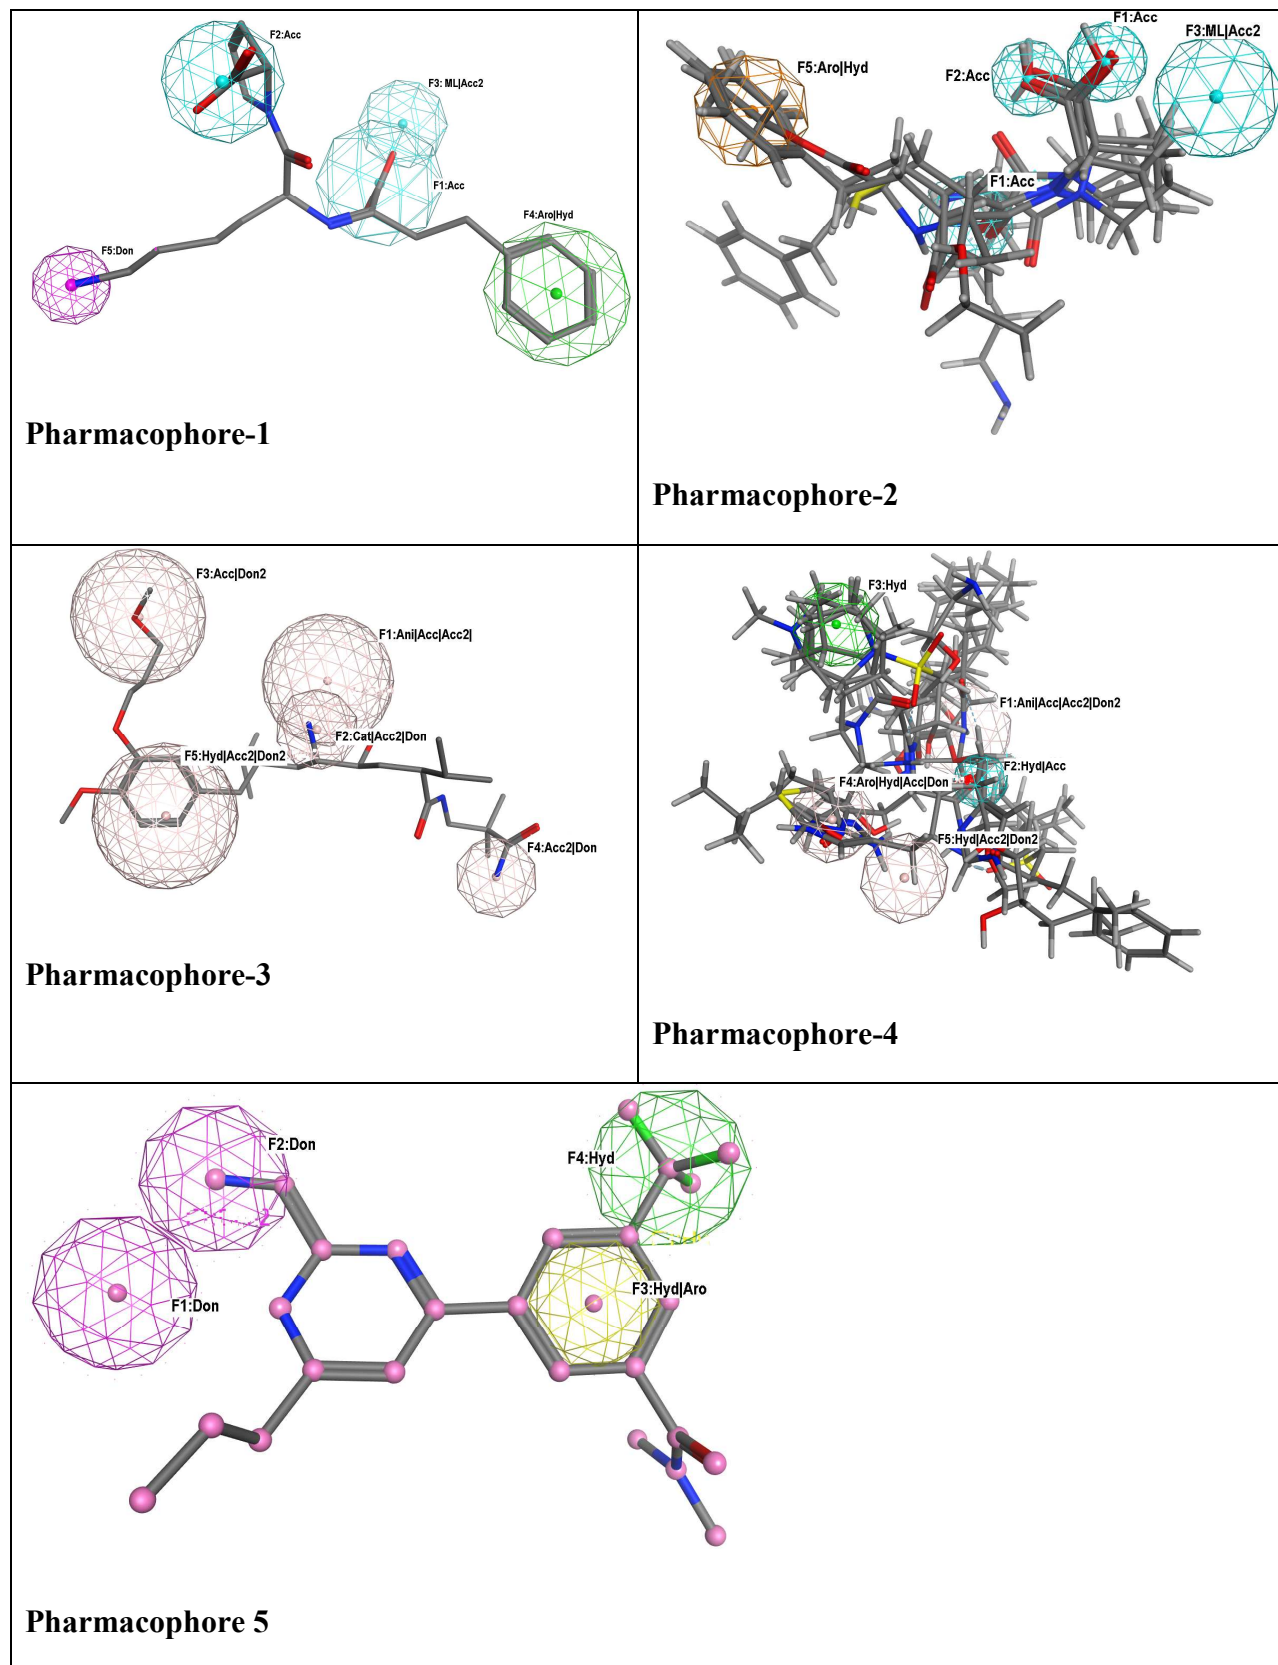 F2:Acc
F3: ML|Acc2
F1:Acc
F4:Aro|Hyd
F5:Don
Pharmacophore-1
F1:Acc
F3:ML|Acc2
F5:Aro|Hyd
F2:Acc
F1:Acc
Pharmacophore-2
F3:Acc|Don2
F1:Ani|Acc|Acc2|
F2:Cat|Acc2|Don
F5:Hyd|Acc2|Don2
F4:Acc2|Don
Pharmacophore-3
F3:Hyd
F1:Ani|Acc|Acc2|Don2
F2:Hyd|Acc
F4:Aro|Hyd|Acc|Don
F5:Hyd|Acc2|Don2
Pharmacophore-4
F2:Don
F4:Hyd
F3:Hyd|Aro
F1:Don
Pharmacophore 5